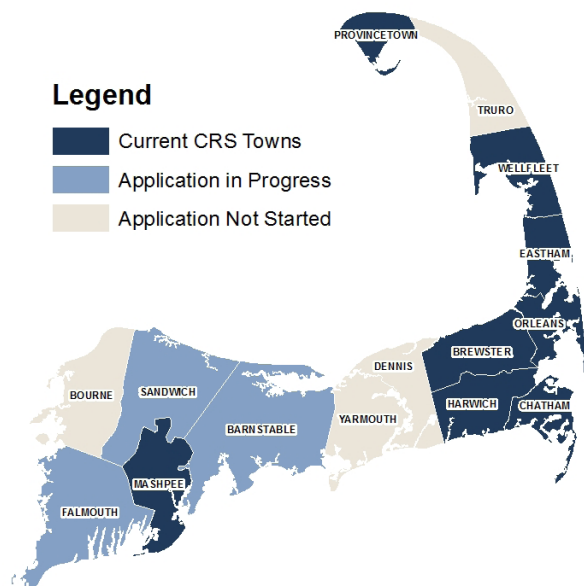 PROVINCETOWN
Legend
TRURO
Current CRS Towns
WELLFLEET
Application in Progress
Application Not Started
EASTHAM
ORLEANS
BREWSTER
DENNIS
SANDWICH
BOURNE
HARWICH
CHATHAM
YARMOUTH
BARNSTABLE
MASHPEE
FALMOUTH